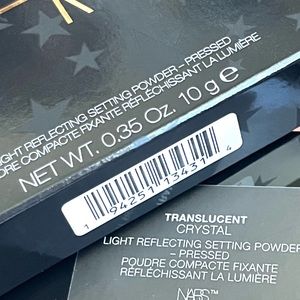 LIGHT REFLECTING SETTING POWDER – PRESSED
POUDRE COMPACTE FIXANTE RÉFLÉCHISSANT LA LUMIÈRE
NET WT. 0.35 Oz. 10 g e
1 94251 13431 4
TRANSLUCENT
CRYSTAL
LIGHT REFLECTING SETTING POWDER
– PRESSED
POUDRE COMPACTE FIXANTE
RÉFLÉCHISSANT LA LUMIÈRE
NARS